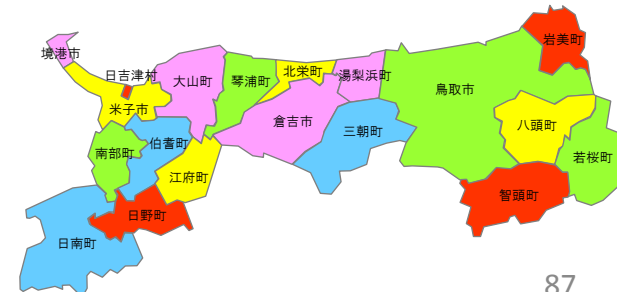 岩美町
境港市
日吉津村
大山町
琴浦町
北栄町
湯梨浜町
鳥取市
米子市
倉吉市
三朝町
八頭町
南部町
伯耆町
若桜町
江府町
智頭町
日野町
日南町
87